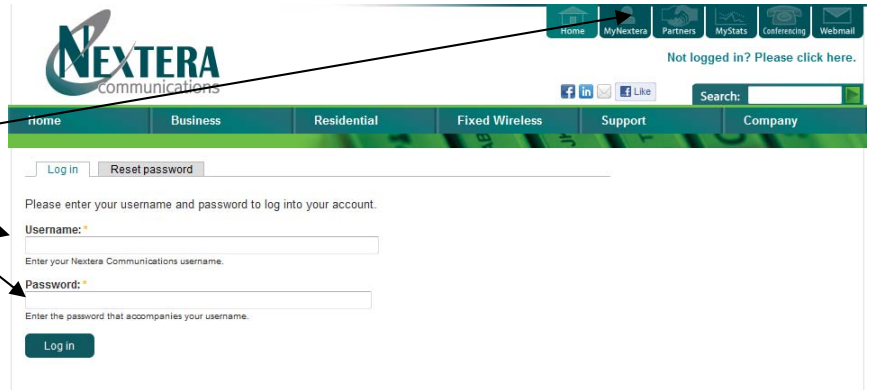 Home MyNextera Partners MyStats Conferencing Webmail
NEXTERA
communications
Not logged in? Please click here.
f in Like
Search:
Home Business Residential Fixed Wireless Support Company
Log in Reset password
Please enter your username and password to log into your account.
Username: *
Enter your Nextera Communications username.
Password: *
Enter the password that accompanies your username.
Log in